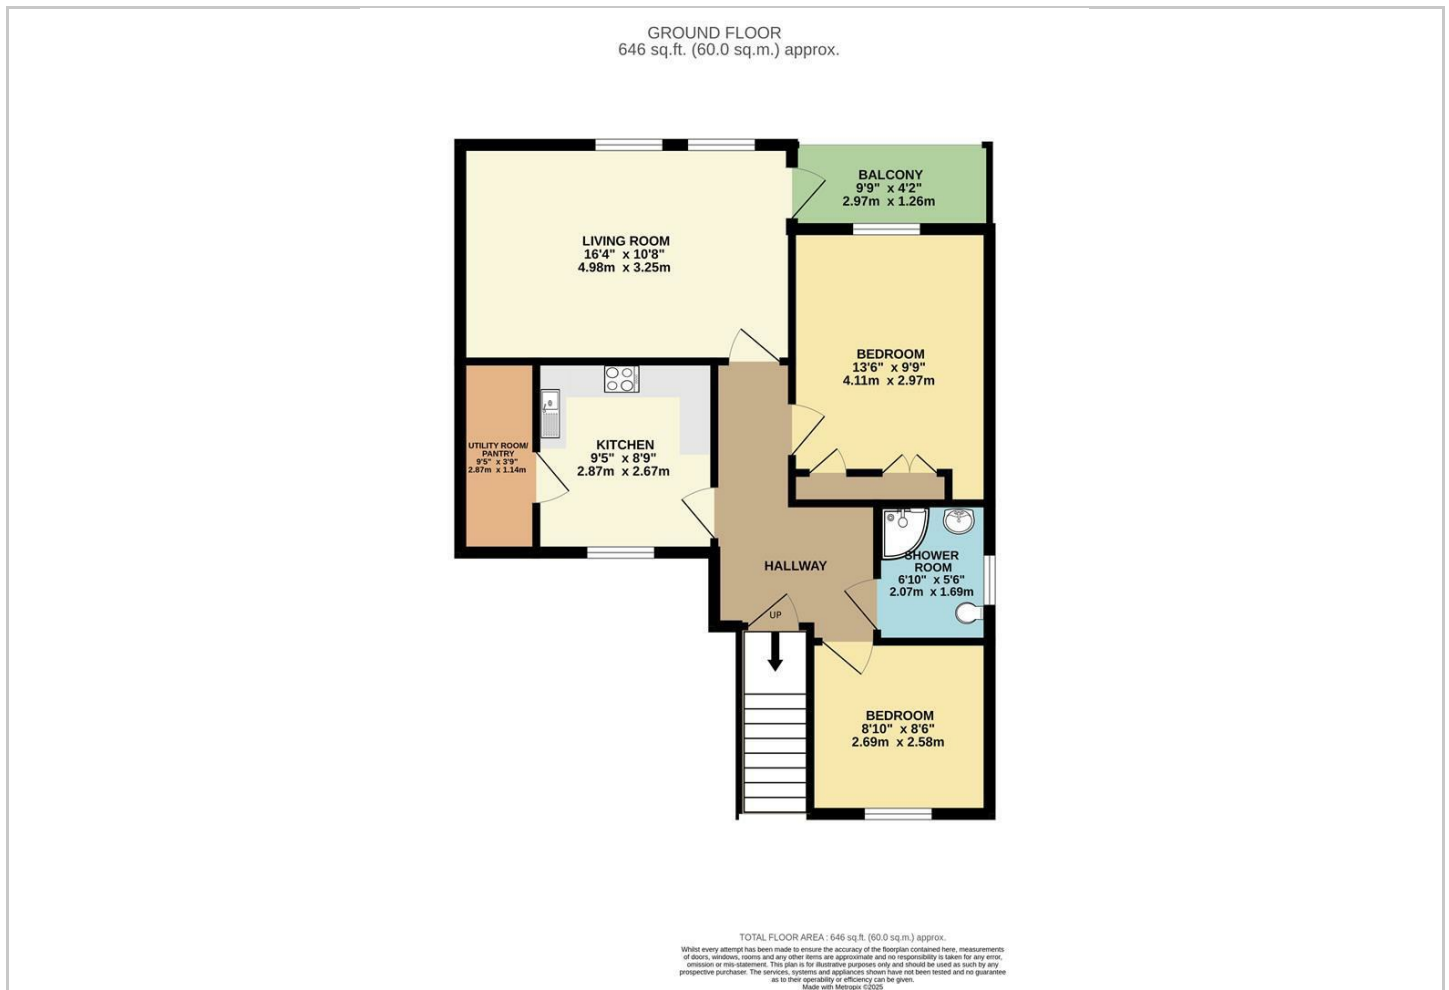 GROUND FLOOR
646 sq.ft. (60.0 sq.m.) approx.
BALCONY
9'9" x 4'2"
2.97m x 1.26m
LIVING ROOM
16'4" x 10'8"
4.98m x 3.25m
BEDROOM
13'6" x 9'9"
4.11m x 2.97m
UTILITY ROOM/
PANTRY
9'5" x 3'9"
2.87m x 1.14m
KITCHEN
9'5" x 8'9"
2.87m x 2.67m
HALLWAY
SHOWER
ROOM
6'10" x 5'6"
2.07m x 1.69m
UP
BEDROOM
8'10" x 8'6"
2.69m x 2.58m
TOTAL FLOOR AREA : 646 sq.ft. (60.0 sq.m.) approx.
Whilst every attempt has been made to ensure the accuracy of the floorplan contained here, measurements
of doors, windows, rooms and any other items are approximate and no responsibility is taken for any error,
omission or mis-statement. This plan is for illustrative purposes only and should be used as such by any
prospective purchaser. The services, systems and appliances shown have not been tested and no guarantee
as to their operability or efficiency can be given.
Made with Metropix ©2025